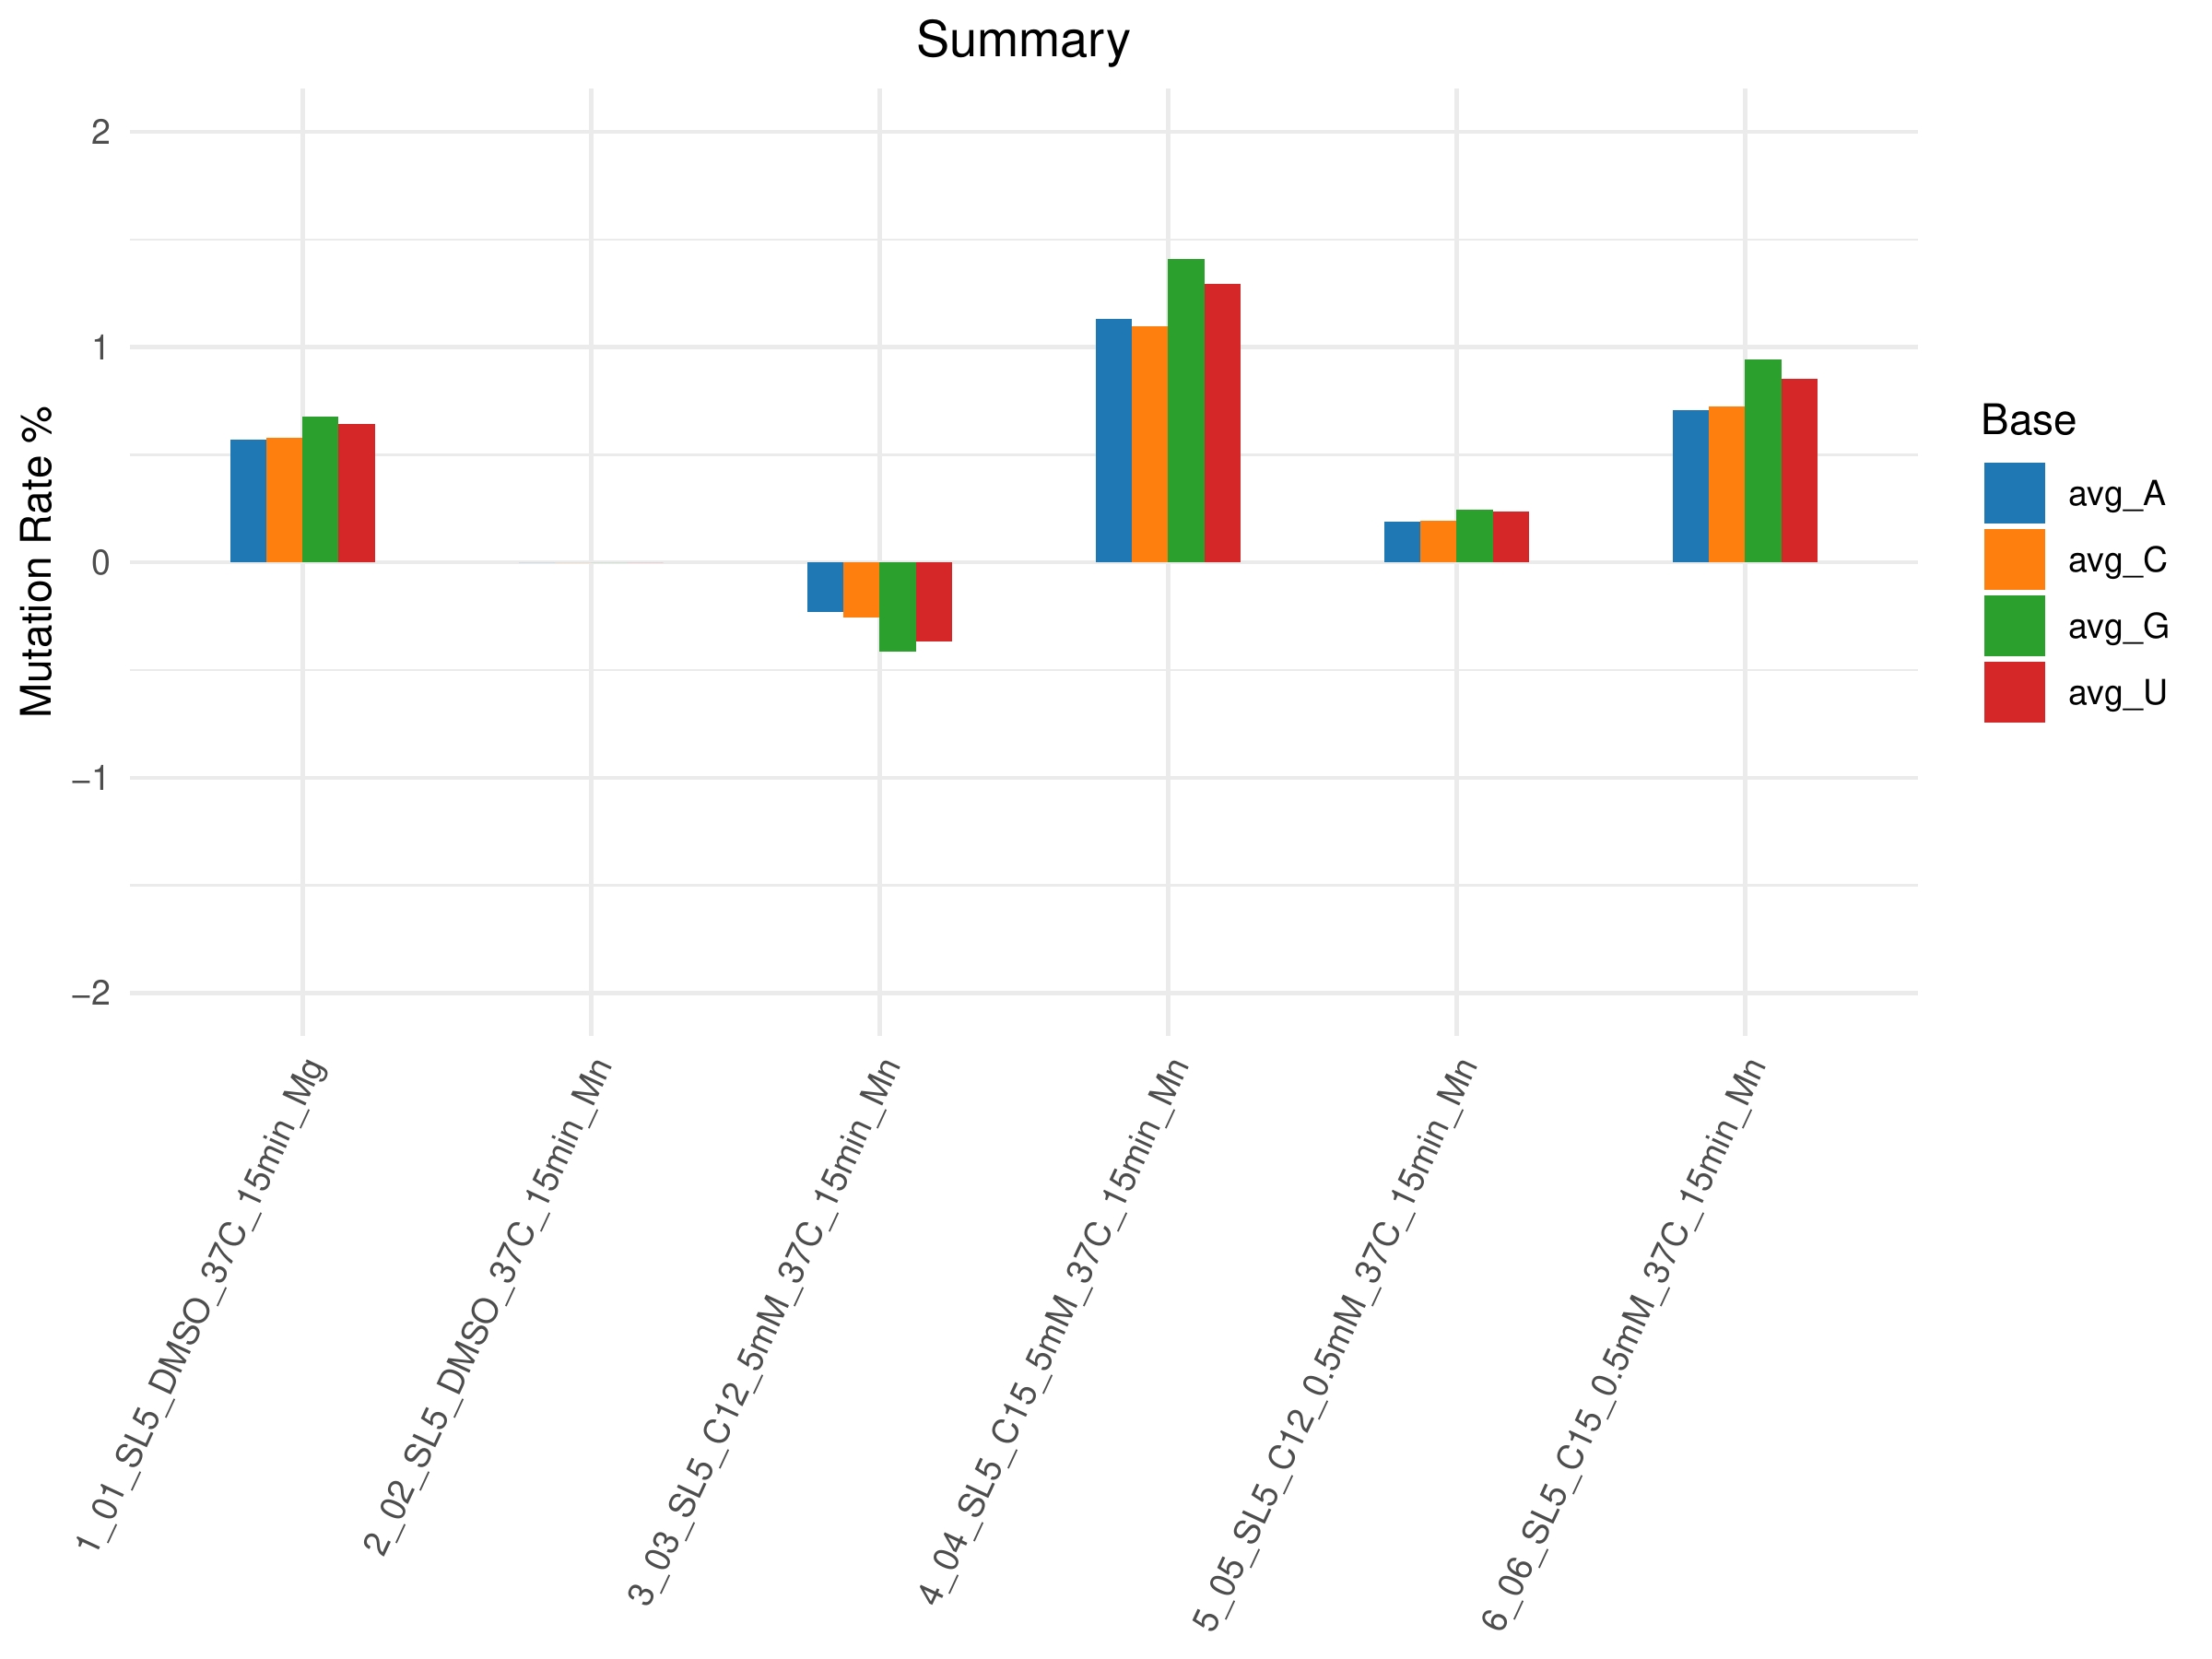 Summary
Mutation Rate %
2
1
0
−1
−2
1_01_SL5_DMSO_37C_15min_Mg
2_02_SL5_DMSO_37C_15min_Mn
3_03_SL5_C12_5mM_37C_15min_Mn
4_04_SL5_C15_5mM_37C_15min_Mn
5_05_SL5_C12_0.5mM_37C_15min_Mn
6_06_SL5_C15_0.5mM_37C_15min_Mn
Base
avg_A
avg_C
avg_G
avg_U